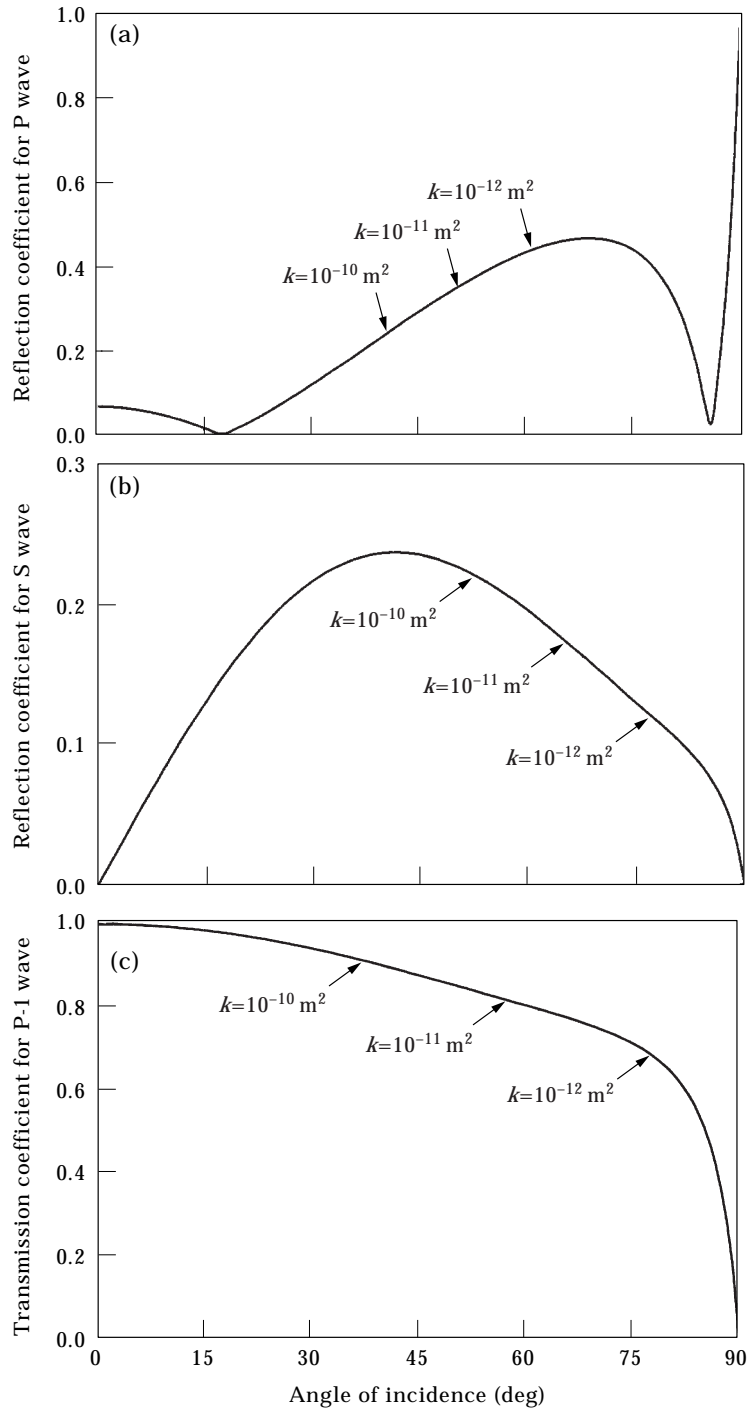 (a)
Reflection coefficient for P wave
1.0
0.8
0.6
0.4
0.2
0.0
k=10⁻¹² m²
k=10⁻¹¹ m²
k=10⁻¹⁰ m²
(b)
Reflection coefficient for S wave
0.3
0.2
0.1
0.0
k=10⁻¹⁰ m²
k=10⁻¹¹ m²
k=10⁻¹² m²
(c)
Transmission coefficient for P-1 wave
1.0
0.8
0.6
0.4
0.2
0.0
k=10⁻¹⁰ m²
k=10⁻¹¹ m²
k=10⁻¹² m²
0 15 30 45 60 75 90
Angle of incidence (deg)